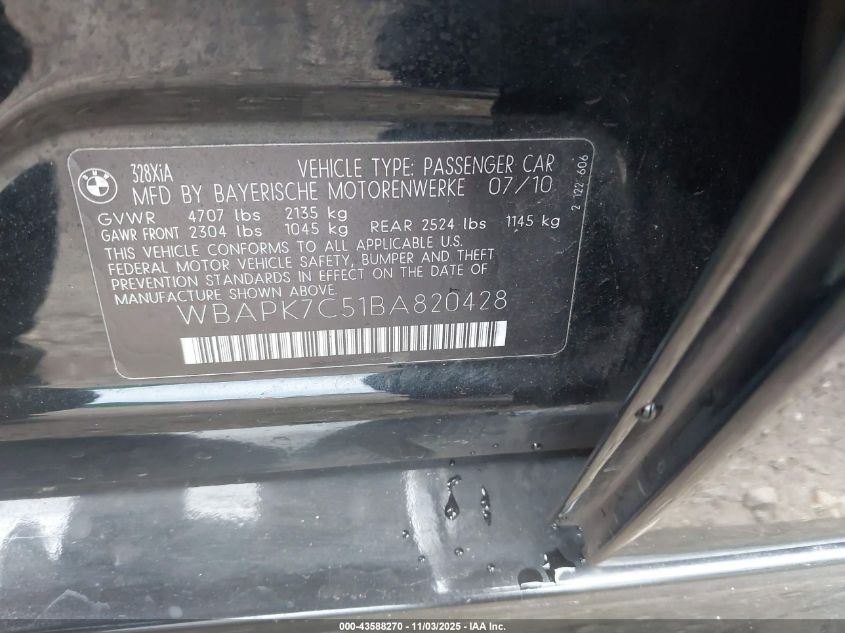 BMW
328XiA VEHICLE TYPE: PASSENGER CAR
MFD BY BAYERISCHE MOTORENWERKE 07/10
GVWR 4707 lbs 2135 kg
GAWR FRONT 2304 lbs 1045 kg REAR 2524 lbs 1145 kg
THIS VEHICLE CONFORMS TO ALL APPLICABLE U.S.
FEDERAL MOTOR VEHICLE SAFETY, BUMPER AND THEFT
PREVENTION STANDARDS IN EFFECT ON THE DATE OF
MANUFACTURE SHOWN ABOVE.
WBAPK7C51BA820428
2 122 606
000-43588270 - 11/03/2025 - IAA Inc.